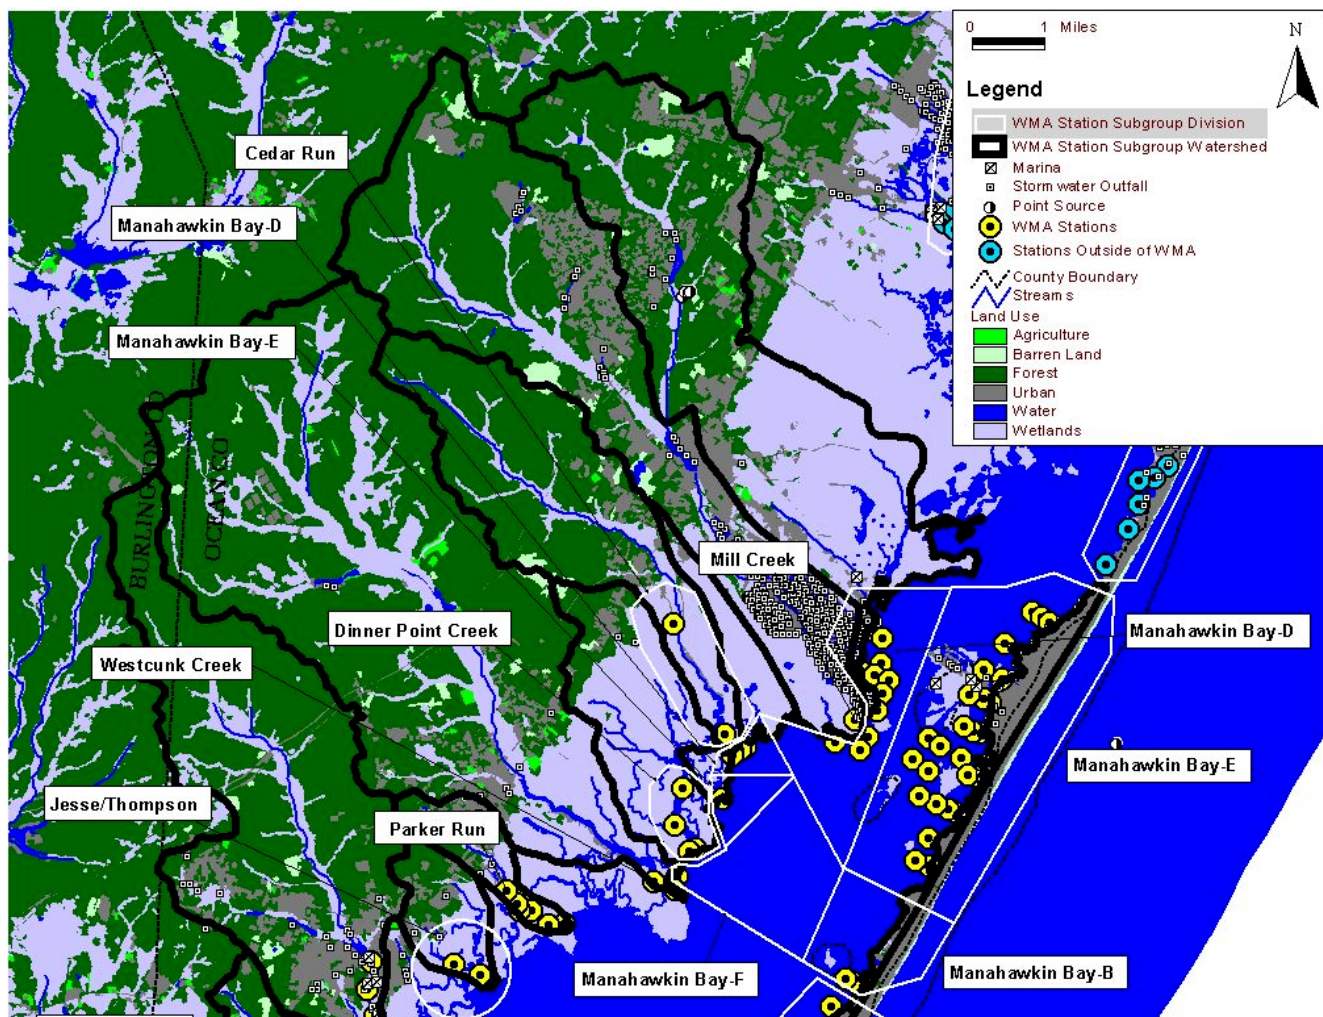 0 1 Miles
N
Legend
WMA Station Subgroup Division
WMA Station Subgroup Watershed
Marina
Stormwater Outfall
Point Source
WMA Stations
Stations Outside of WMA
County Boundary
Streams
Land Use
Agriculture
Barren Land
Forest
Urban
Water
Wetlands
Cedar Run
Manahawkin Bay-D
Manahawkin Bay-E
BURLINGTON CO
OCEAN CO
Mill Creek
Dinner Point Creek
Westcunk Creek
Manahawkin Bay-D
Manahawkin Bay-E
Jesse/Thompson
Parker Run
Manahawkin Bay-F
Manahawkin Bay-B